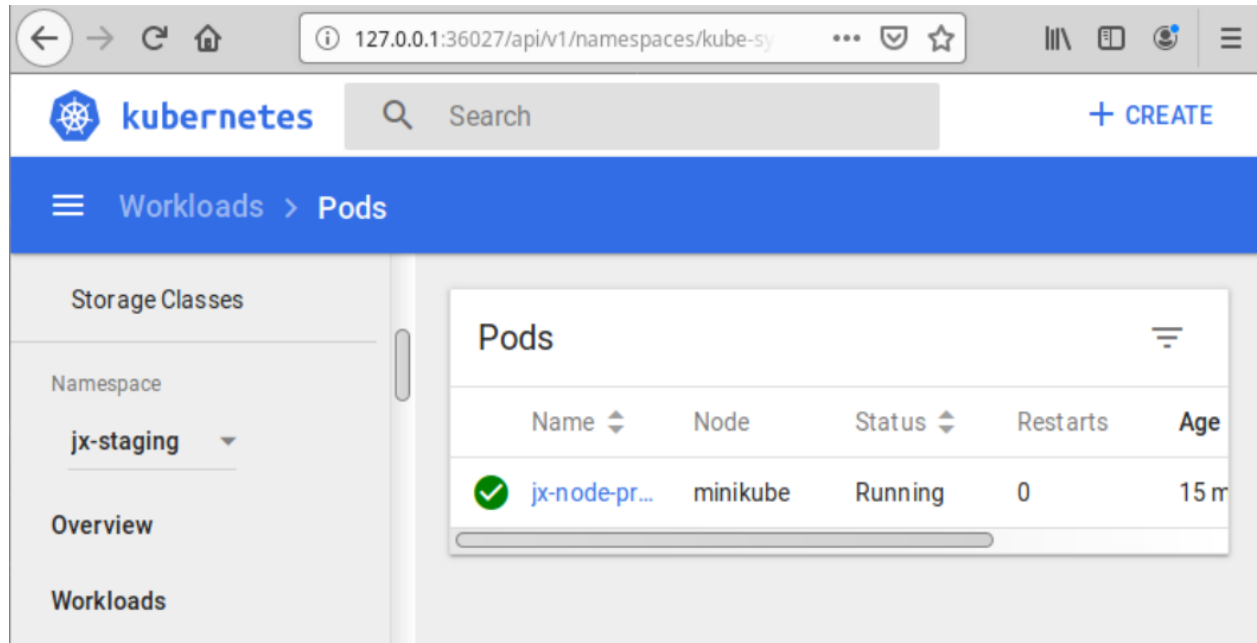 127.0.0.1:36027/api/v1/namespaces/kube-sy
kubernetes Search + CREATE
Workloads > Pods
Storage Classes
Namespace
jx-staging
Overview
Workloads
Pods
Name Node Status Restarts Age
jx-node-pr... minikube Running 0 15 m